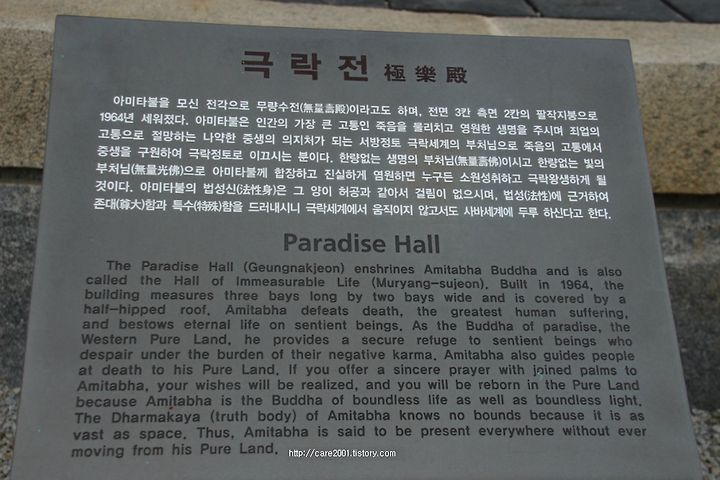 극락전 極樂殿
아미타불을 모신 전각으로 무량수전(無量壽殿)이라고도 하며, 전면 3칸 측면 2칸의 팔작지붕으로
1964년 세워졌다. 아미타불은 인간의 가장 큰 고통인 죽음을 물리치고 영원한 생명을 주시며 죄업의
고통으로 절망하는 나약한 중생의 의지처가 되는 서방정토 극락세계의 부처님으로 죽음의 고통에서
중생을 구원하여 극락정토로 이끄시는 분이다. 한량없는 생명의 부처님(無量壽佛)이시고 한량없는 빛의
부처님(無量光佛)으로 아미타불께 합장하고 진실하게 염원하면 누구든 소원성취하고 극락왕생하게 될
것이다. 아미타불의 법성신(法性身)은 그 양이 허공과 같아서 걸림이 없으시며, 법성(法性)에 근거하여
존대(尊大)함과 특수(特殊)함을 드러내시니 극락세계에서 움직이지 않고서도 사바세계에 두루 하신다고 한다.
Paradise Hall
The Paradise Hall (Geungnakjeon) enshrines Amitabha Buddha and is also
called the Hall of Immeasurable Life (Muryang-sujeon). Built in 1964, the
building measures three bays long by two bays wide and is covered by a
half-hipped roof. Amitabha defeats death, the greatest human suffering,
and bestows eternal life on sentient beings. As the Buddha of paradise, the
Western Pure Land, he provides a secure refuge to sentient beings who
despair under the burden of their negative karma. Amitabha also guides people
at death to his Pure Land. If you offer a sincere prayer with joined palms to
Amitabha, your wishes will be realized, and you will be reborn in the Pure Land
because Amitabha is the Buddha of boundless life as well as boundless light.
The Dharmakaya (truth body) of Amitabha knows no bounds because it is as
vast as space. Thus, Amitabha is said to be present everywhere without ever
moving from his Pure Land.
http://care2001.tistory.com